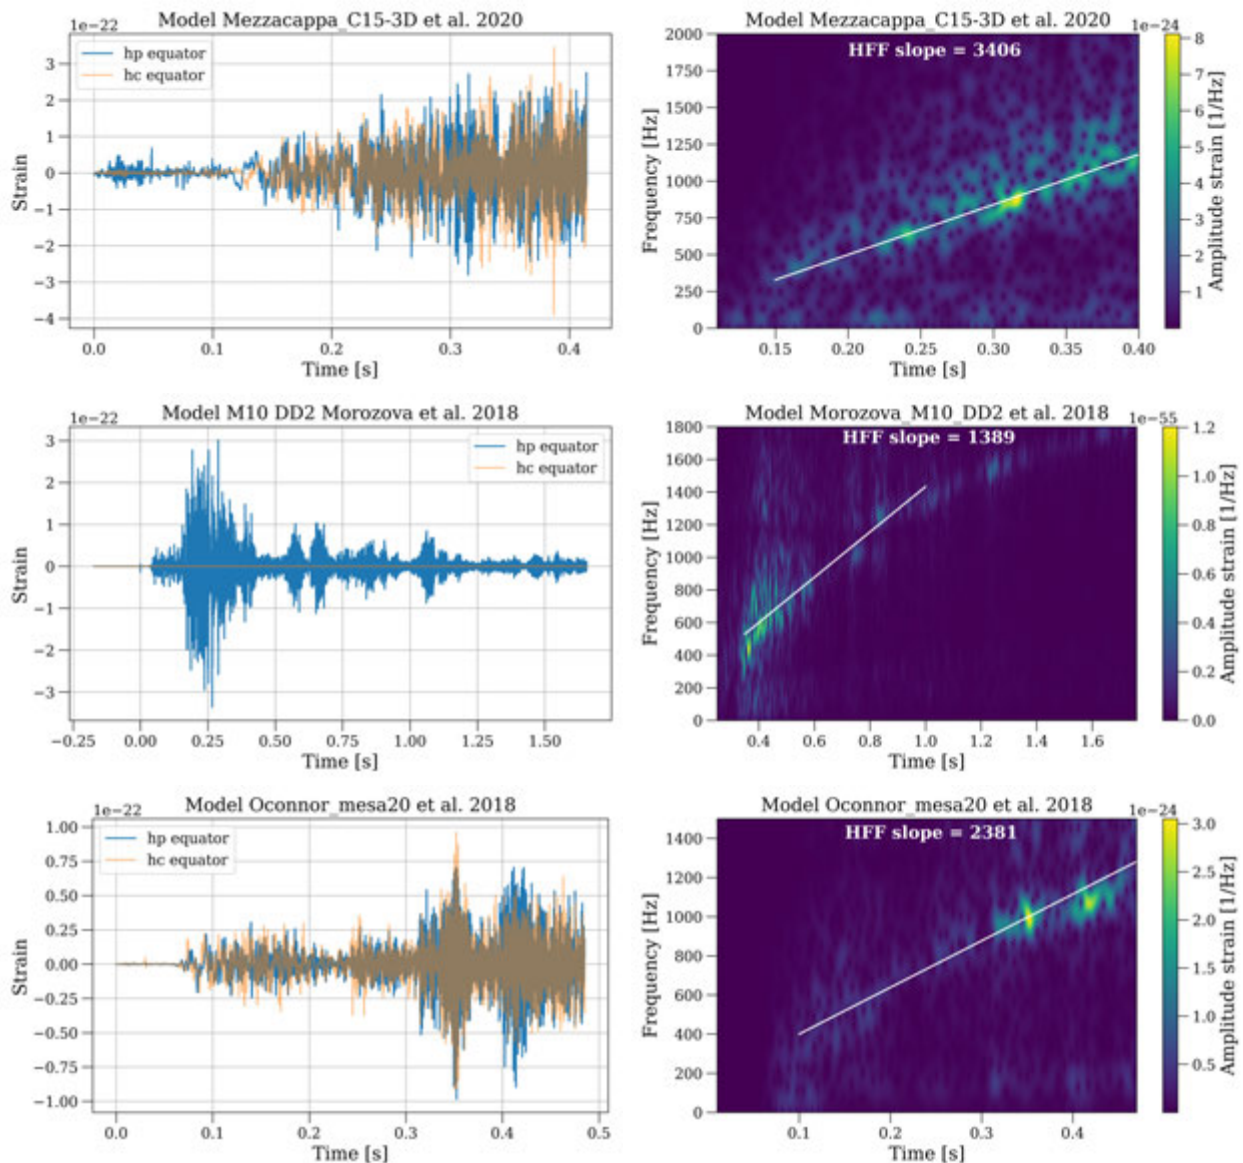 Model Mezzacappa_C15-3D et al. 2020
1e−22
hp equator
hc equator
3
2
1
0
−1
−2
−3
−4
Strain
0.0 0.1 0.2 0.3 0.4
Time [s]
Model Mezzacappa_C15-3D et al. 2020
1e−24
HFF slope = 3406
2000
1750
1500
1250
1000
750
500
250
0
Frequency [Hz]
0.15 0.20 0.25 0.30 0.35 0.40
Time [s]
8
7
6
5
4
3
2
1
Amplitude strain [1/Hz]
Model M10 DD2 Morozova et al. 2018
1e−22
hp equator
hc equator
3
2
1
0
−1
−2
−3
Strain
−0.25 0.00 0.25 0.50 0.75 1.00 1.25 1.50
Time [s]
Model Morozova_M10_DD2 et al. 2018
1e−55
HFF slope = 1389
1800
1600
1400
1200
1000
800
600
400
200
0
Frequency [Hz]
0.4 0.6 0.8 1.0 1.2 1.4 1.6
Time [s]
1.2
1.0
0.8
0.6
0.4
0.2
0.0
Amplitude strain [1/Hz]
Model Oconnor_mesa20 et al. 2018
1e−22
hp equator
hc equator
1.00
0.75
0.50
0.25
0.00
−0.25
−0.50
−0.75
−1.00
Strain
0.0 0.1 0.2 0.3 0.4 0.5
Time [s]
Model Oconnor_mesa20 et al. 2018
1e−24
HFF slope = 2381
1400
1200
1000
800
600
400
200
0
Frequency [Hz]
0.1 0.2 0.3 0.4
Time [s]
3.0
2.5
2.0
1.5
1.0
0.5
Amplitude strain [1/Hz]